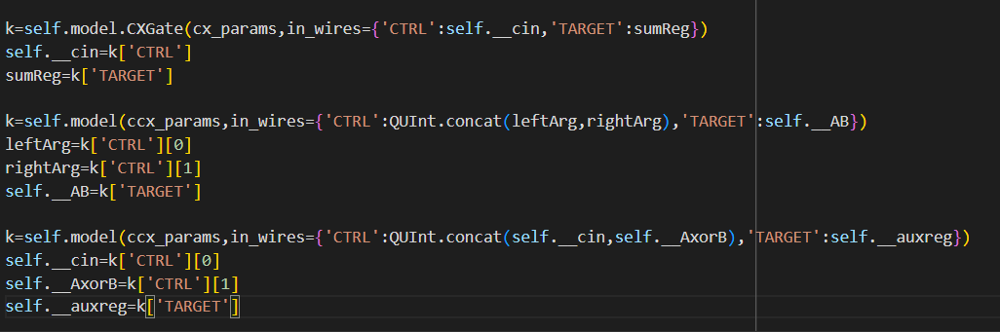 k=self.model.CXGate(cx_params,in_wires={'CTRL':self.__cin,'TARGET':sumReg})
self.__cin=k['CTRL']
sumReg=k['TARGET']
k=self.model(ccx_params,in_wires={'CTRL':QUInt.concat(leftArg,rightArg),'TARGET':self.__AB})
leftArg=k['CTRL'][0]
rightArg=k['CTRL'][1]
self.__AB=k['TARGET']
k=self.model(ccx_params,in_wires={'CTRL':QUInt.concat(self.__cin,self.__AxorB),'TARGET':self.__auxreg})
self.__cin=k['CTRL'][0]
self.__AxorB=k['CTRL'][1]
self.__auxreg=k['TARGET']